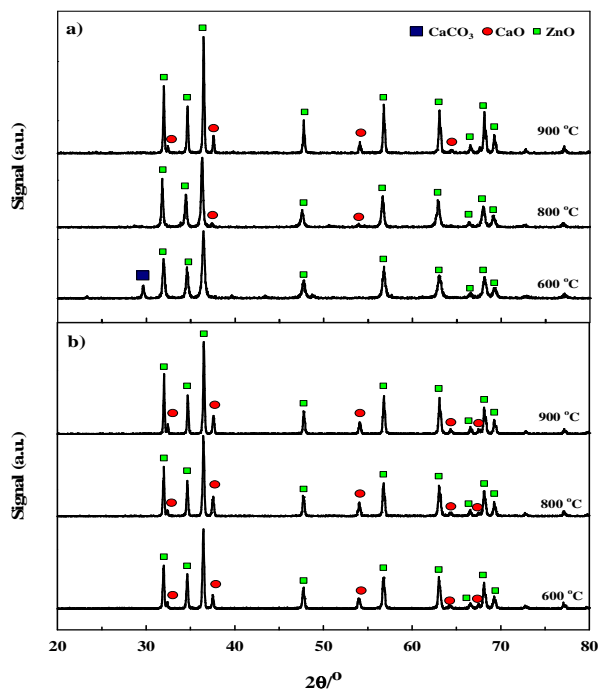 a)
CaCO3 CaO ZnO
900 °C
800 °C
600 °C
Signal (a.u.)
b)
900 °C
800 °C
600 °C
Signal (a.u.)
20 30 40 50 60 70 80
2θ/°